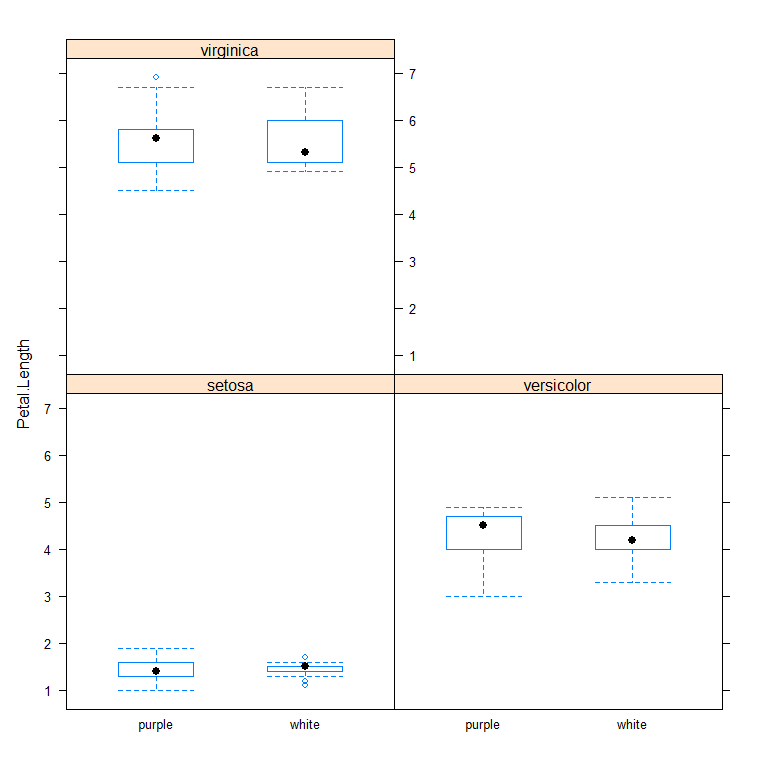 virginica
7
6
5
4
3
2
1
Petal.Length
setosa
versicolor
7
6
5
4
3
2
1
purple
white
purple
white